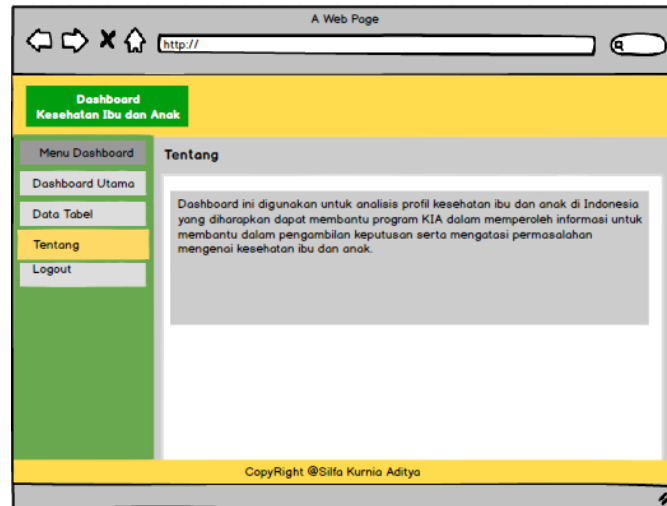 A Web Page
http://
Dashboard
Kesehatan Ibu dan Anak
Menu Dashboard
Dashboard Utama
Data Tabel
Tentang
Logout
Tentang
Dashboard ini digunakan untuk analisis profil kesehatan ibu dan anak di Indonesia
yang diharapkan dapat membantu program KIA dalam memperoleh informasi untuk
membantu dalam pengambilan keputusan serta mengatasi permasalahan
mengenai kesehatan ibu dan anak.
CopyRight @Silfa Kurnia Aditya